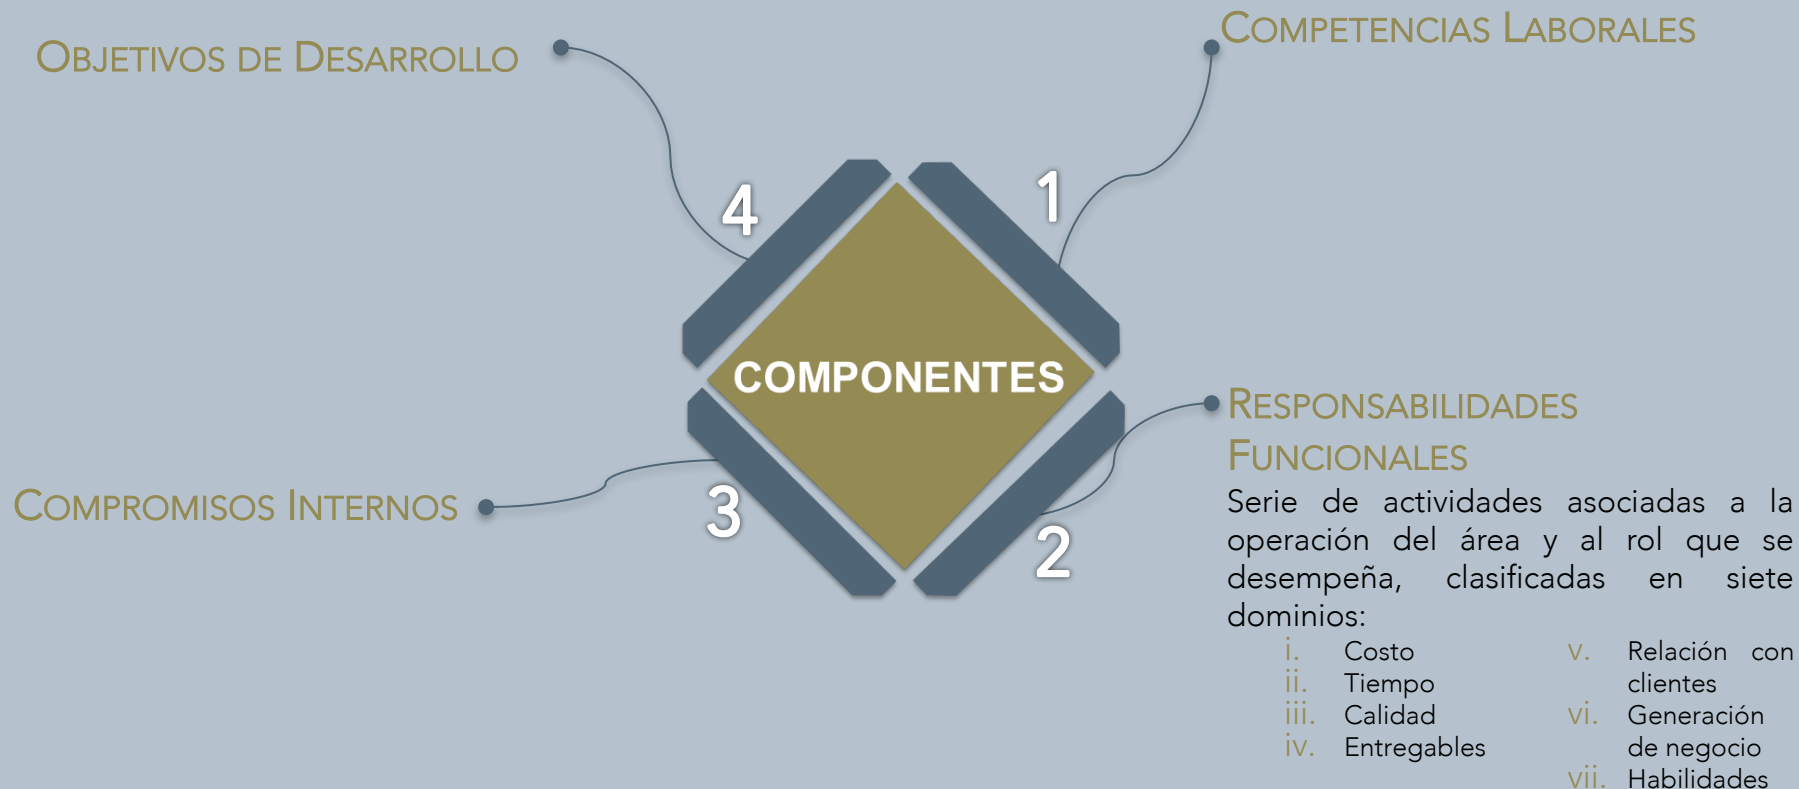 OBJETIVOS DE DESARROLLO
COMPETENCIAS LABORALES
4
1
COMPONENTES
3
2
COMPROMISOS INTERNOS
RESPONSABILIDADES
FUNCIONALES
Serie de actividades asociadas a la
operación del área y al rol que se
desempeña, clasificadas en siete
dominios:
i. Costo
ii. Tiempo
iii. Calidad
iv. Entregables
v. Relación con
clientes
vi. Generación
de negocio
vii. Habilidades